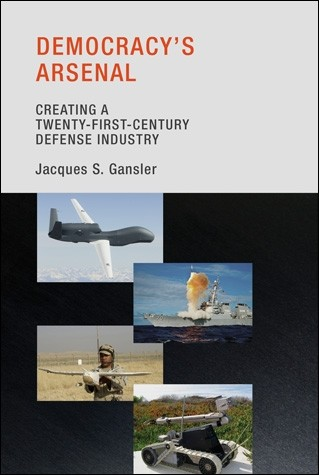 DEMOCRACY'S
ARSENAL
CREATING A
TWENTY-FIRST-CENTURY
DEFENSE INDUSTRY
Jacques S. Gansler